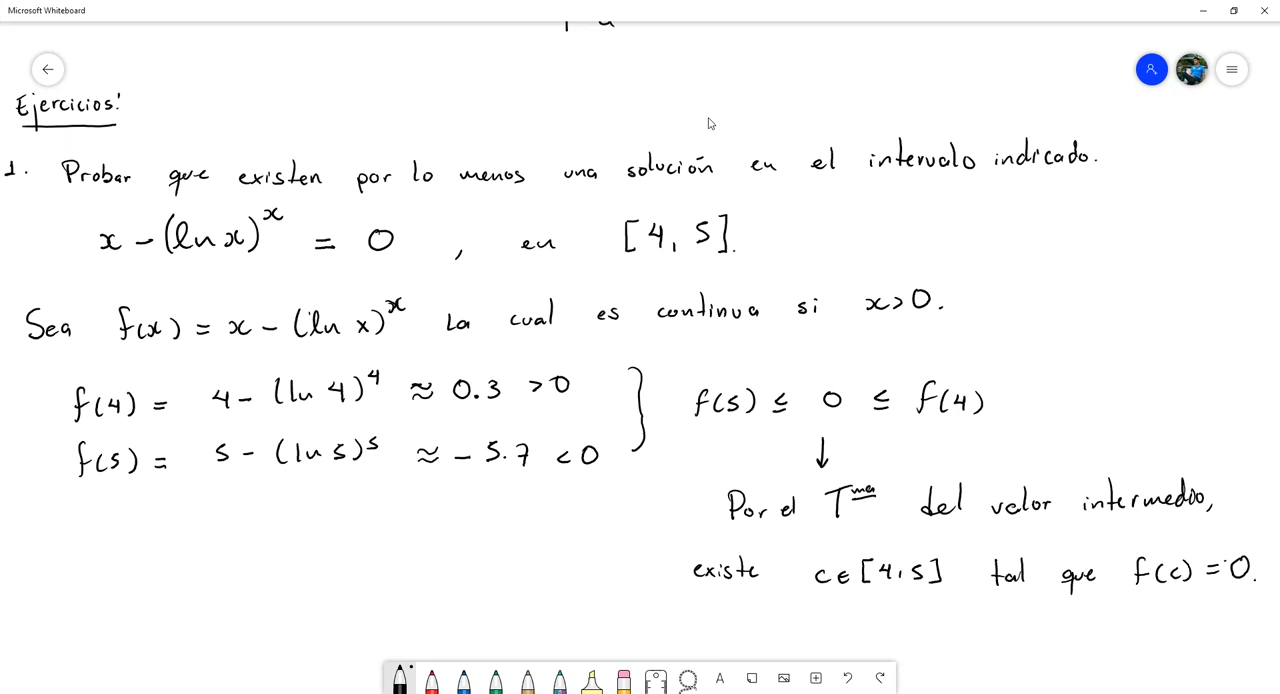 Microsoft Whiteboard
Ejercicios!
1. Probar que existen por lo menos una solución en el intervalo indicado.
x - (ln x)^x = 0 , en [4, 5].
Sea f(x) = x - (ln x)^x la cual es continua si x>0.
f(4) = 4 - (ln 4)^4 ≈ 0.3 >0
f(5) = 5 - (ln 5)^5 ≈ - 5.7 <0
f(5) ≤ 0 ≤ f(4)
↓
Por el T^ma del valor intermedio,
existe c ∈ [4, 5] tal que f(c) = 0.